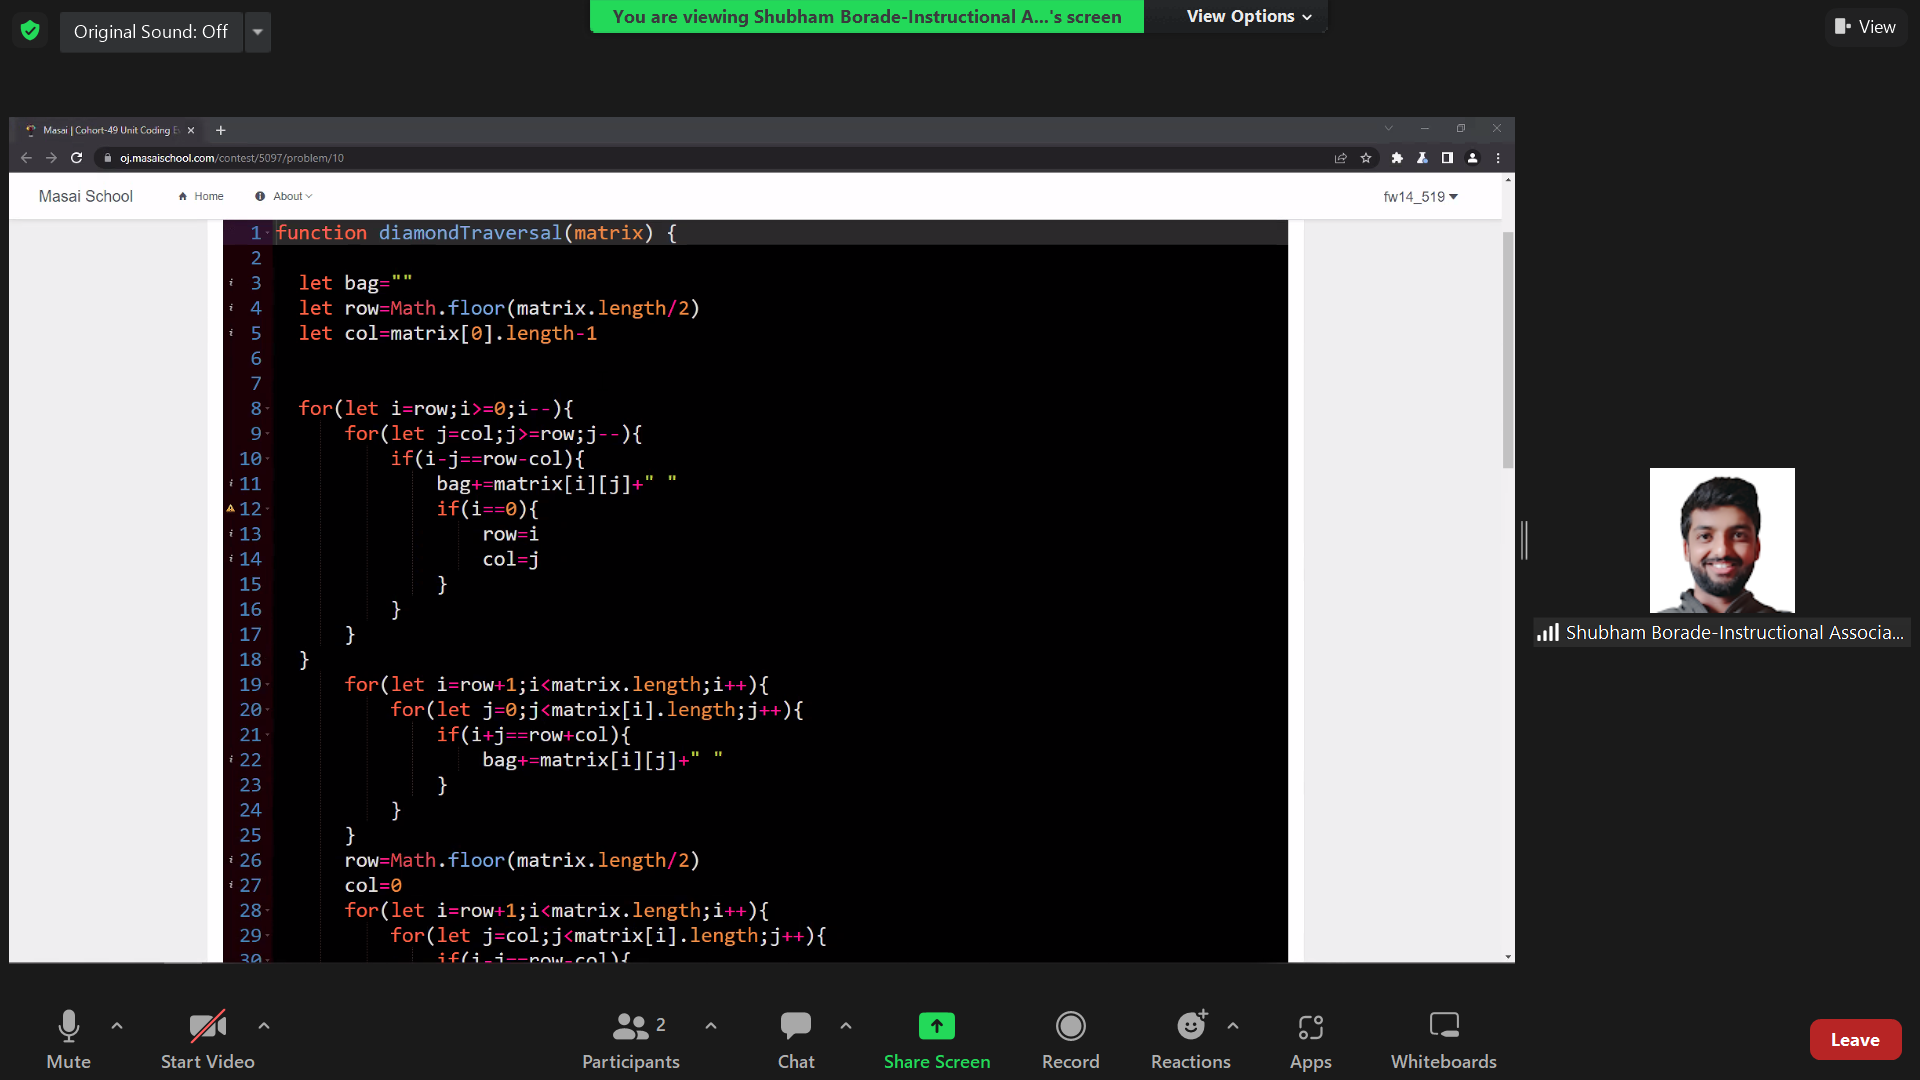 Original Sound: Off
You are viewing Shubham Borade-Instructional A...'s screen
View Options
View
Masai | Cohort-49 Unit Coding E
oj.masaischool.com/contest/5097/problem/10
Masai School
Home
About
fw14_519
1 function diamondTraversal(matrix) {
2
3 let bag=""
4 let row=Math.floor(matrix.length/2)
5 let col=matrix[0].length-1
6
7
8 for(let i=row;i>=0;i--){
9 for(let j=col;j>=row;j--){
10 if(i-j==row-col){
11 bag+=matrix[i][j]+" "
12 if(i==0){
13 row=i
14 col=j
15 }
16 }
17 }
18 }
19 for(let i=row+1;i<matrix.length;i++){
20 for(let j=0;j<matrix[i].length;j++){
21 if(i+j==row+col){
22 bag+=matrix[i][j]+" "
23 }
24 }
25 }
26 row=Math.floor(matrix.length/2)
27 col=0
28 for(let i=row+1;i<matrix.length;i++){
29 for(let j=col;j<matrix[i].length;j++){
30 if(i-j==row-col){
Shubham Borade-Instructional Associa...
Mute
Start Video
2
Participants
Chat
Share Screen
Record
Reactions
Apps
Whiteboards
Leave